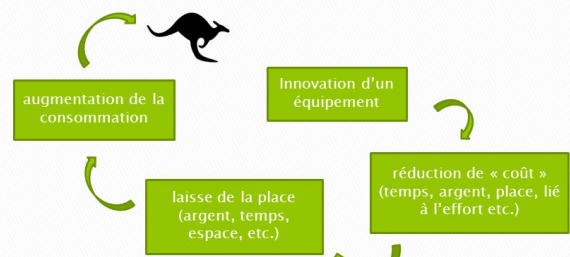 Innovation d'un
équipement
réduction de « coût »
(temps, argent, place, lié
à l'effort etc.)
laisse de la place
(argent, temps,
espace, etc.)
augmentation de la
consommation